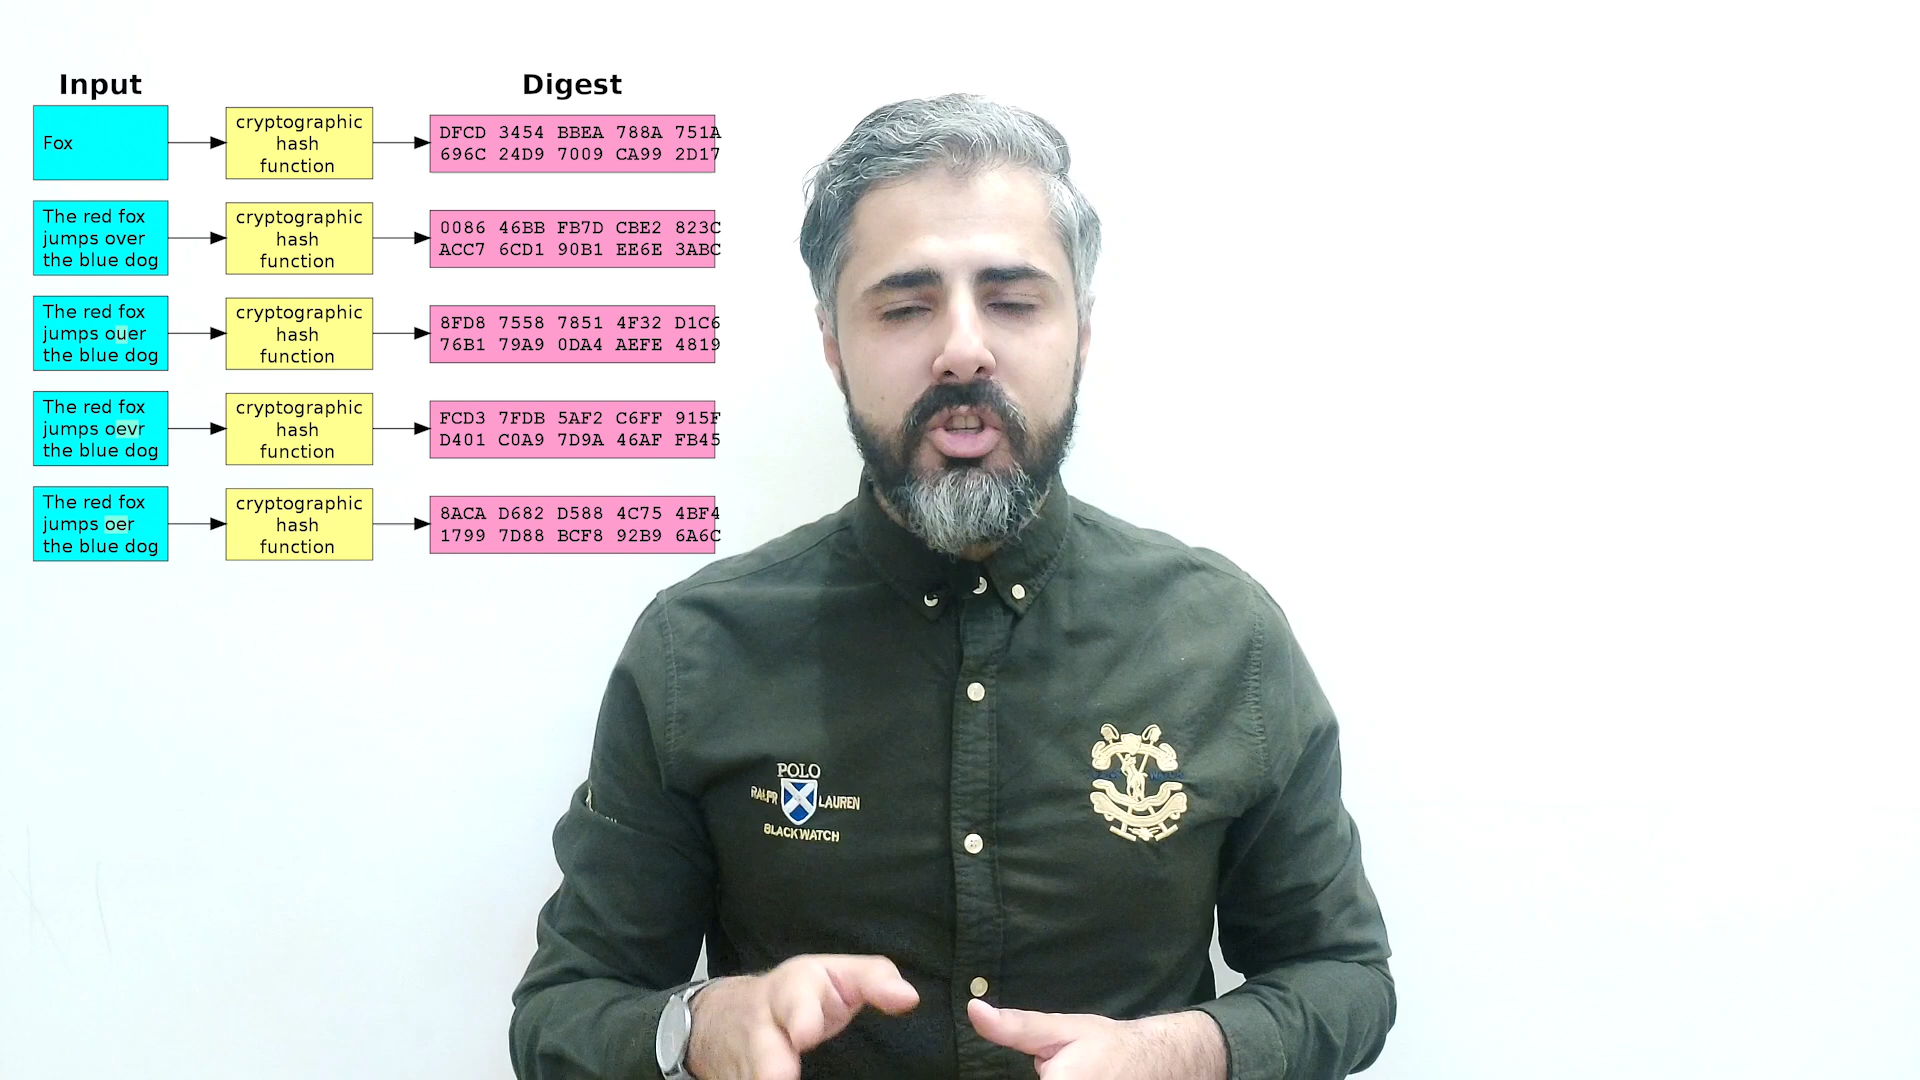 Input
Digest
Fox
cryptographic
hash
function
DFCD 3454 BBEA 788A 751A
696C 24D9 7009 CA99 2D17
The red fox
jumps over
the blue dog
cryptographic
hash
function
0086 46BB FB7D CBE2 823C
ACC7 6CD1 90B1 EE6E 3ABC
The red fox
jumps ouer
the blue dog
cryptographic
hash
function
8FD8 7558 7851 4F32 D1C6
76B1 79A9 0DA4 AEFE 4819
The red fox
jumps oevr
the blue dog
cryptographic
hash
function
FCD3 7FDB 5AF2 C6FF 915F
D401 C0A9 7D9A 46AF FB45
The red fox
jumps oer
the blue dog
cryptographic
hash
function
8ACA D682 D588 4C75 4BF4
1799 7D88 BCF8 92B9 6A6C
POLO
RALPR LAUREN
BLACKWATCH